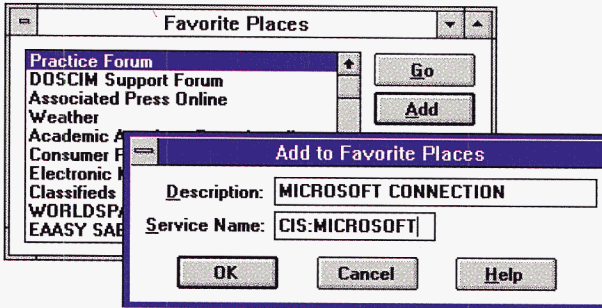 Favorite Places
Practice Forum
DOSCIM Support Forum
Associated Press Online
Weather
Academic
Consumer
Electronic
Classifieds
EAASY
Go
Add
Add to Favorite Places
Description: MICROSOFT CONNECTION
Service Name: CIS:MICROSOFT
OK
Cancel
Help